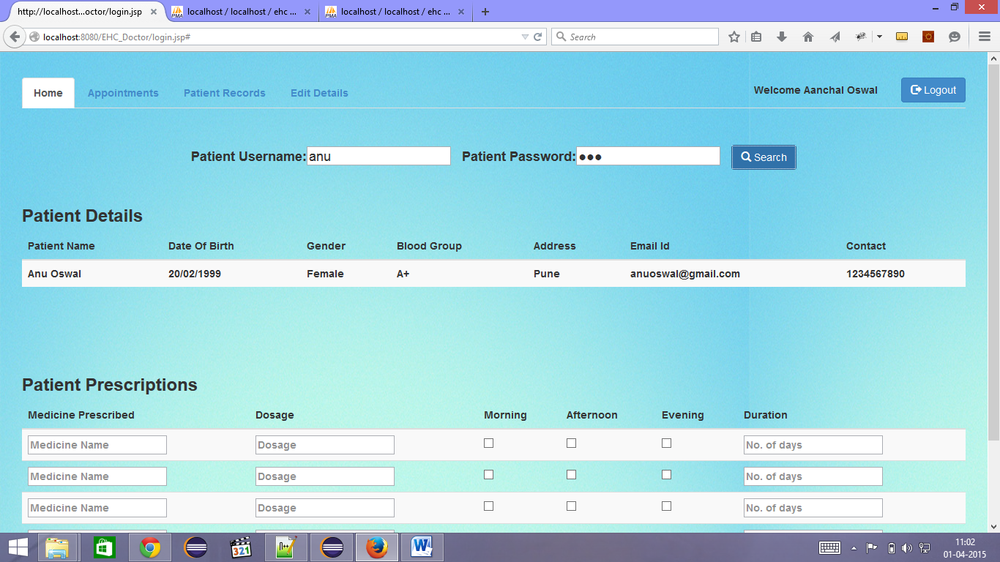 http://localhost...octor/login.jsp
localhost / localhost / ehc ...
localhost / localhost / ehc ...
localhost:8080/EHC_Doctor/login.jsp#
Search
Home Appointments Patient Records Edit Details Welcome Aanchal Oswal Logout
Patient Username: anu Patient Password: ●●● Search
Patient Details
Patient Name Date Of Birth Gender Blood Group Address Email Id Contact
Anu Oswal 20/02/1999 Female A+ Pune anuoswal@gmail.com 1234567890
Patient Prescriptions
Medicine Prescribed Dosage Morning Afternoon Evening Duration
Medicine Name Dosage No. of days
Medicine Name Dosage No. of days
Medicine Name Dosage No. of days
11:02
01-04-2015